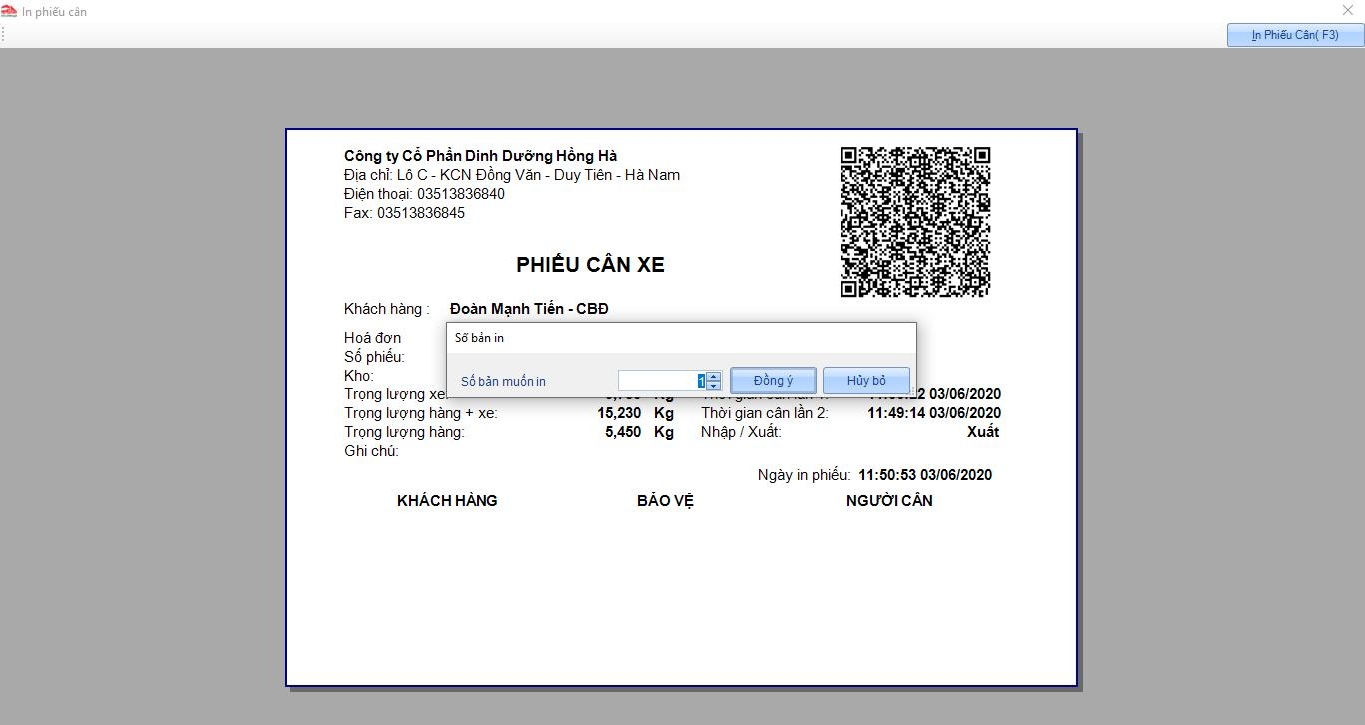 In phiếu cân
In Phiếu Cân( F3)
Công ty Cổ Phần Dinh Dưỡng Hồng Hà
Địa chỉ: Lô C - KCN Đồng Văn - Duy Tiên - Hà Nam
Điện thoại: 03513836840
Fax: 03513836845
PHIẾU CÂN XE
Khách hàng : Đoàn Mạnh Tiến - CBĐ
Số bản in
Số bản muốn in 1 Đồng ý Hủy bỏ
Hoá đơn
Số phiếu:
Kho:
Trọng lượng xe: Kg Thời gian cân lần 1: 03/06/2020
Trọng lượng hàng + xe: 15,230 Kg Thời gian cân lần 2: 11:49:14 03/06/2020
Trọng lượng hàng: 5,450 Kg Nhập / Xuất: Xuất
Ghi chú:
Ngày in phiếu: 11:50:53 03/06/2020
KHÁCH HÀNG BẢO VỆ NGƯỜI CÂN